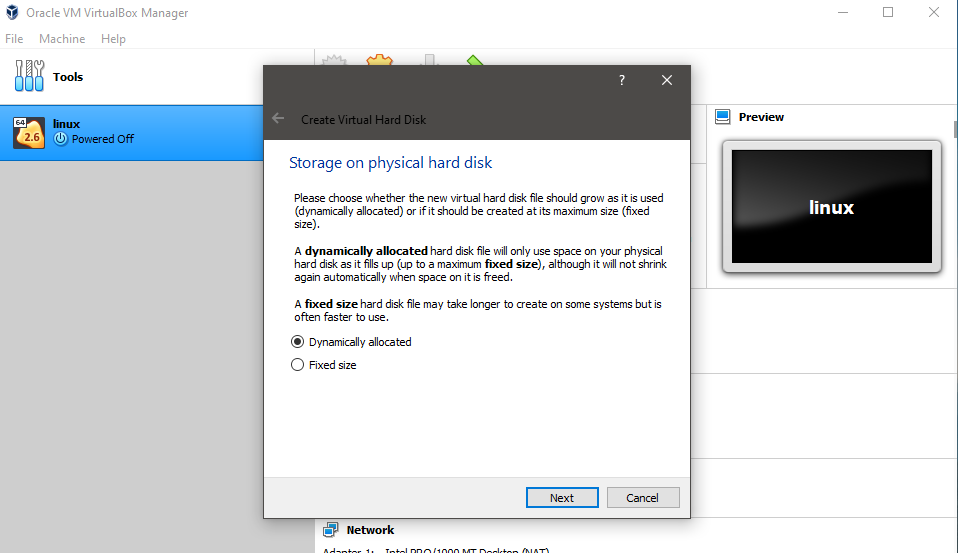 Oracle VM VirtualBox Manager
File Machine Help
Tools
64
2.6
linux
Powered Off
?
Create Virtual Hard Disk
Storage on physical hard disk
Please choose whether the new virtual hard disk file should grow as it is used
(dynamically allocated) or if it should be created at its maximum size (fixed
size).
A dynamically allocated hard disk file will only use space on your physical
hard disk as it fills up (up to a maximum fixed size), although it will not shrink
again automatically when space on it is freed.
A fixed size hard disk file may take longer to create on some systems but is
often faster to use.
Dynamically allocated
Fixed size
Next
Cancel
Preview
linux
Network
Adapter 1: Intel PRO/1000 MT Desktop (NAT)